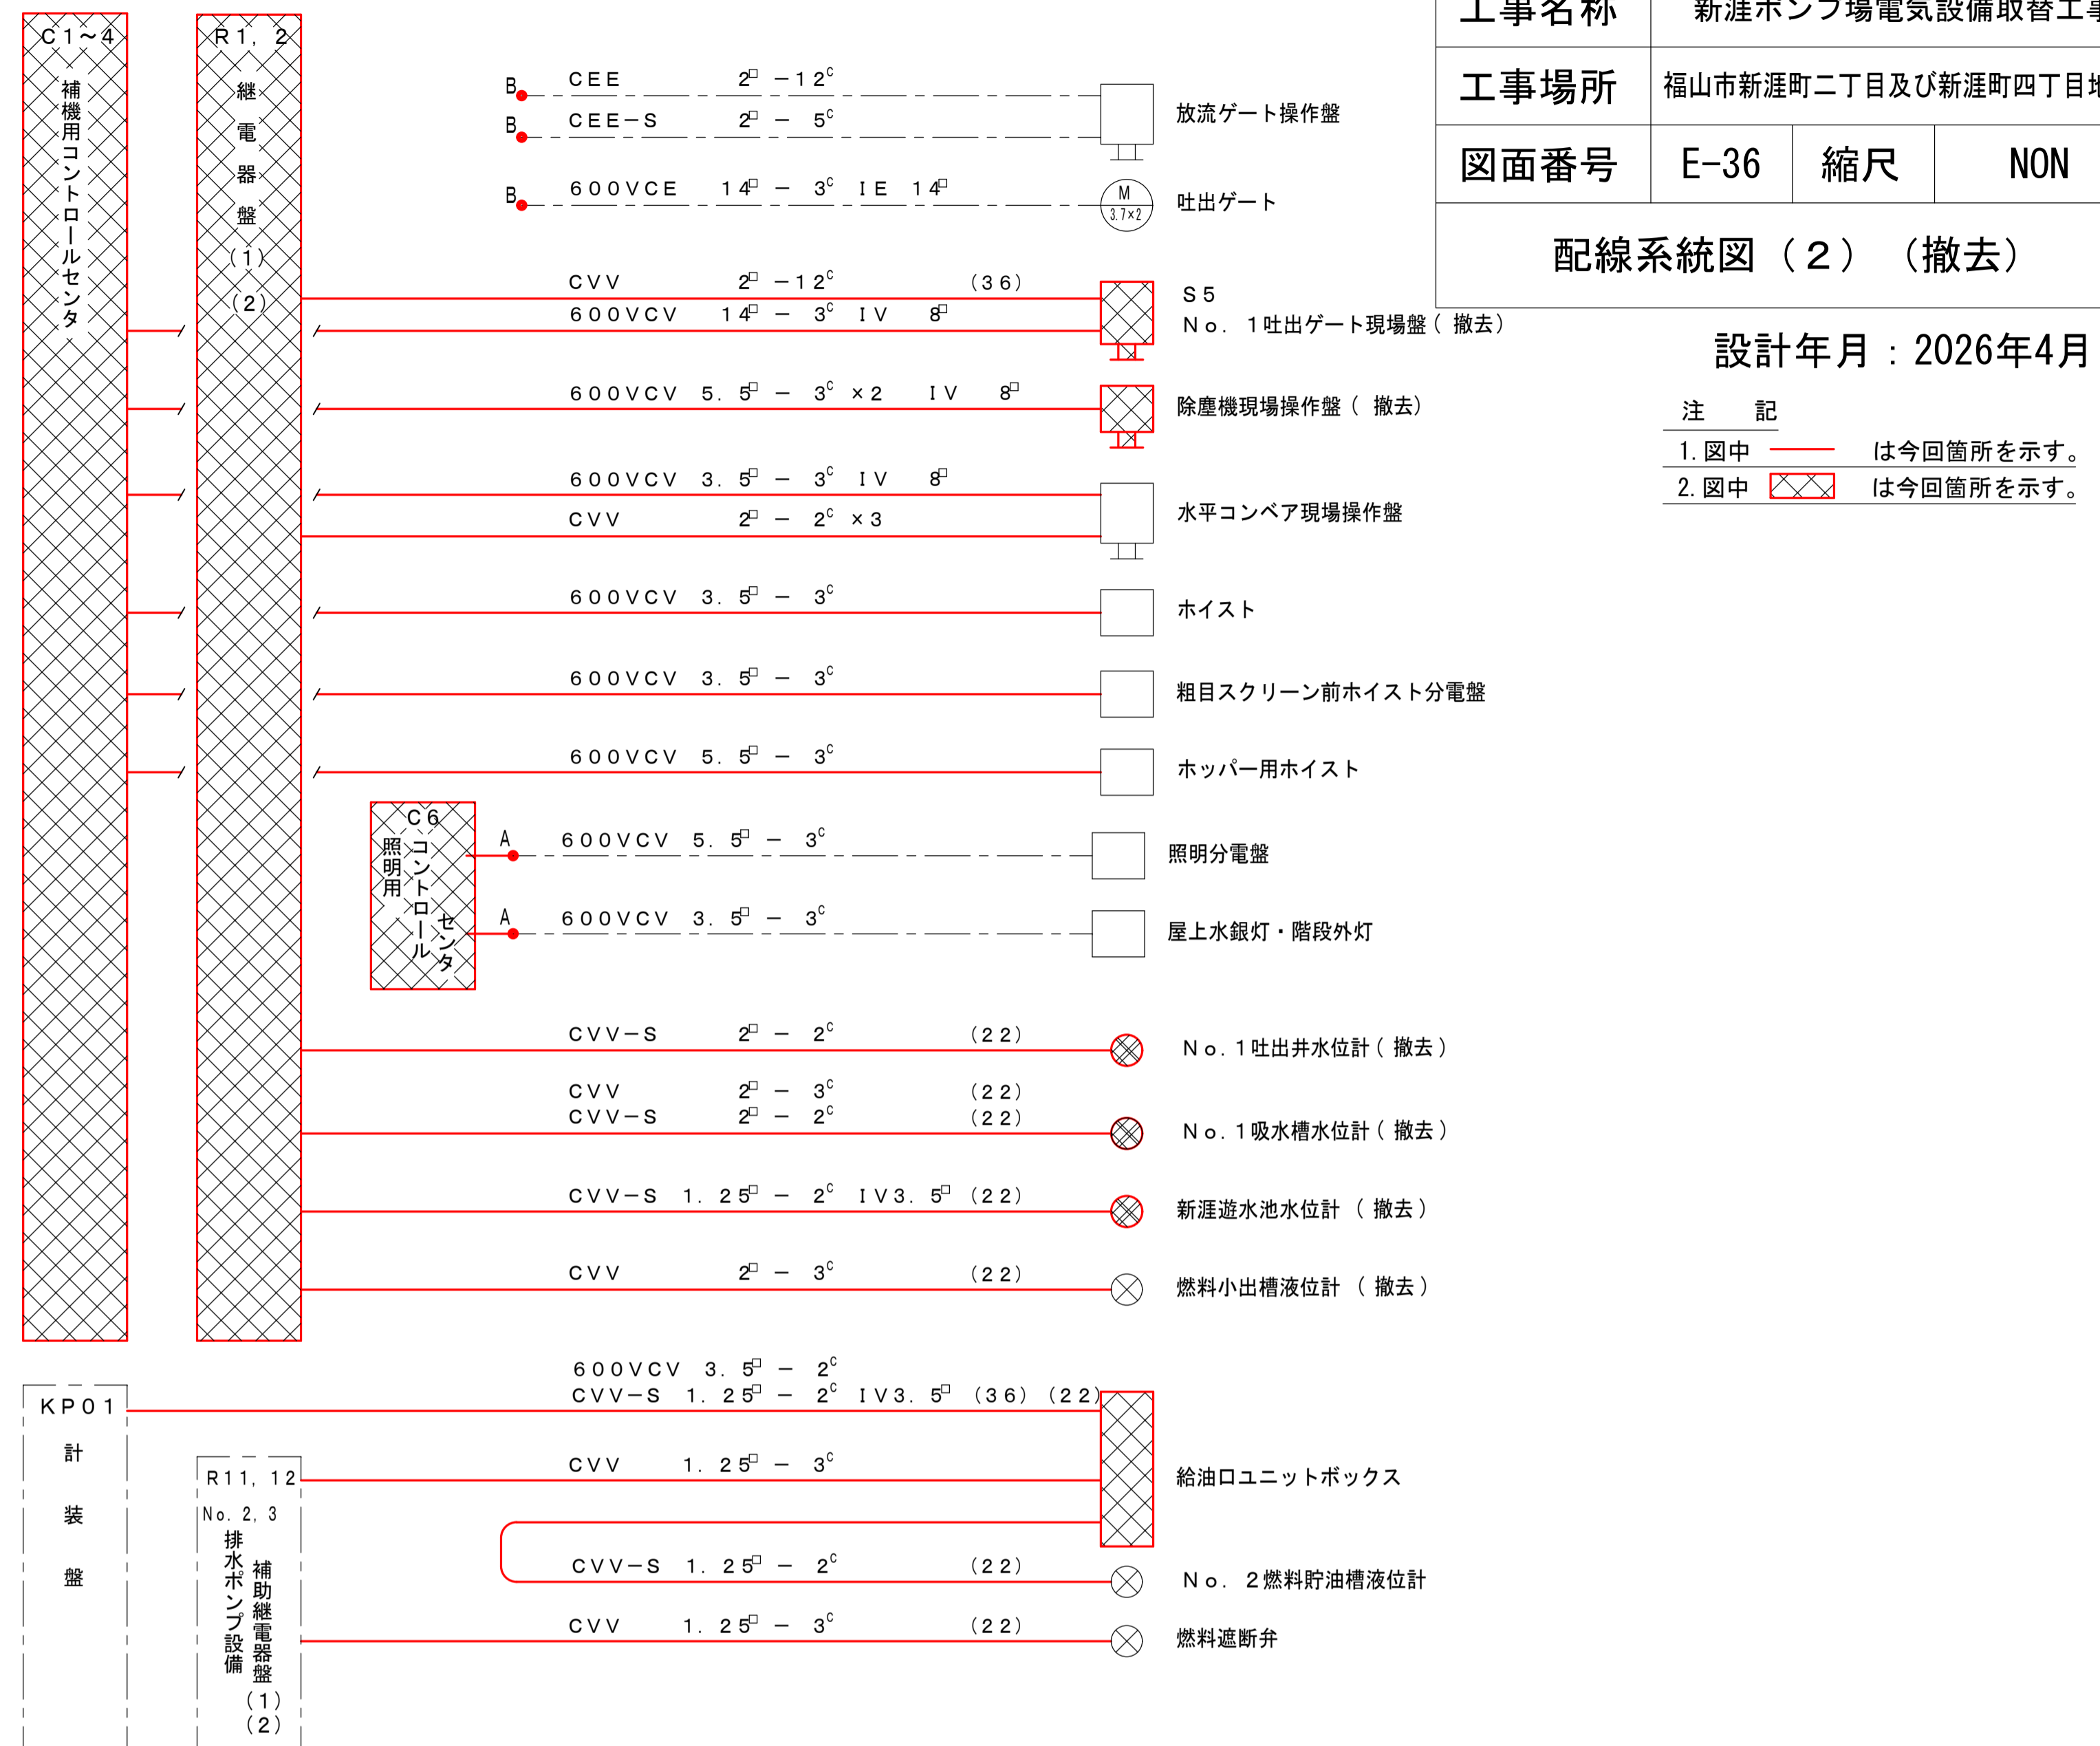 工事名称 新涯ポンプ場電気設備取替工事
工事場所 福山市新涯町二丁目及び新涯町四丁目地
図面番号 E-36 縮尺 NON
配線系統図（２）（撤去）
設計年月：2026年4月
注　記
1.図中 は今回箇所を示す。
2.図中 は今回箇所を示す。
C1～4
補機用コントロールセンタ
R1, 2
継電器盤
(1)
(2)
B CEE 2□ −12C
B CEE−S 2□ − 5C
放流ゲート操作盤
B 600VCE 14□ − 3C IE 14□
M
3.7×2
吐出ゲート
CVV 2□ −12C (36)
600VCV 14□ − 3C IV 8□
S5
No. 1吐出ゲート現場盤(撤去)
600VCV 5.5□ − 3C ×2 IV 8□
除塵機現場操作盤(撤去)
600VCV 3.5□ − 3C IV 8□
CVV 2□ − 2C ×3
水平コンベア現場操作盤
600VCV 3.5□ − 3C
ホイスト
600VCV 3.5□ − 3C
粗目スクリーン前ホイスト分電盤
600VCV 5.5□ − 3C
ホッパー用ホイスト
C6
照明用
コントロール
センタ
A 600VCV 5.5□ − 3C
照明分電盤
A 600VCV 3.5□ − 3C
屋上水銀灯・階段外灯
CVV−S 2□ − 2C (22)
No.1吐出井水位計(撤去)
CVV 2□ − 3C (22)
CVV−S 2□ − 2C (22)
No.1吸水槽水位計(撤去)
CVV−S 1.25□ − 2C IV3.5□ (22)
新涯遊水池水位計(撤去)
CVV 2□ − 3C (22)
燃料小出槽液位計(撤去)
KP01
計装盤
600VCV 3.5□ − 2C
CVV−S 1.25□ − 2C IV3.5□ (36)(22)
R11, 12
No.2, 3
排水ポンプ設備
補助継電器盤
(1)
(2)
CVV 1.25□ − 3C
給油口ユニットボックス
CVV−S 1.25□ − 2C (22)
No. 2燃料貯油槽液位計
CVV 1.25□ − 3C (22)
燃料遮断弁